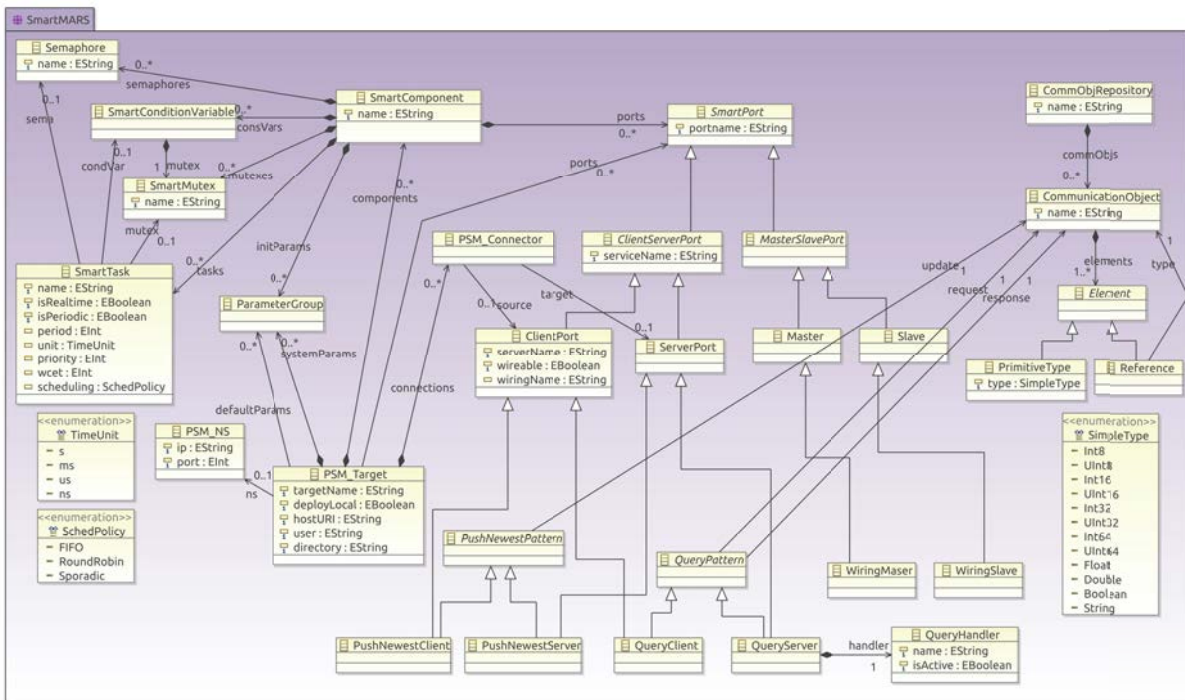 SmartMARS
Semaphore
name : EString
0..*
semaphores
0..1
sema
SmartConditionVariable
0..*
consVars
SmartComponent
name : EString
0..1
condVar
1
mutex
0..*
mutexes
SmartMutex
name : EString
mutex
0..1
0..*
tasks
SmartTask
name : EString
isRealtime : EBoolean
isPeriodic : EBoolean
period : EInt
unit : TimeUnit
priority : EInt
wcet : EInt
scheduling : SchedPolicy
initParams
0..*
ParameterGroup
0..*
0..*
systemParams
defaultParams
0..*
components
ports
0..*
ports
0..*
SmartPort
portname : EString
PSM_Connector
0..*
connections
0..1
source
target
0..1
ClientServerPort
serviceName : EString
MasterSlavePort
ClientPort
serverName : EString
wireable : EBoolean
wiringName : EString
ServerPort
Master
Slave
CommObjRepository
name : EString
commObjs
0..*
CommunicationObject
name : EString
update
1
request
1
response
1
elements
1..*
1
type
Element
PrimitiveType
type : SimpleType
Reference
<<enumeration>>
TimeUnit
s
ms
us
ns
<<enumeration>>
SchedPolicy
FIFO
RoundRobin
Sporadic
PSM_NS
ip : EString
port : EInt
0..1
ns
PSM_Target
targetName : EString
deployLocal : EBoolean
hostURI : EString
user : EString
directory : EString
<<enumeration>>
SimpleType
Int8
UInt8
Int16
UInt16
Int32
UInt32
Int64
UInt64
Float
Double
Boolean
String
PushNewestPattern
QueryPattern
WiringMaser
WiringSlave
PushNewestClient
PushNewestServer
QueryClient
QueryServer
handler
1
QueryHandler
name : EString
isActive : EBoolean